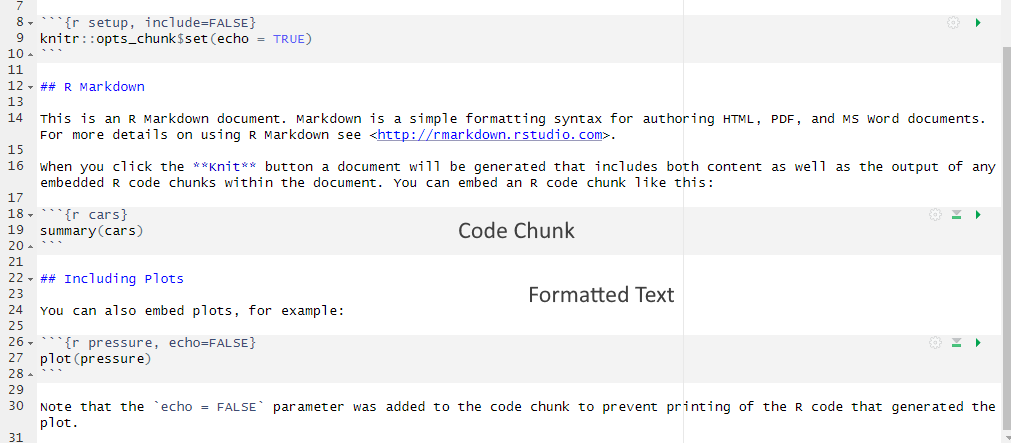 7
8 ```{r setup, include=FALSE}
9 knitr::opts_chunk$set(echo = TRUE)
10 ```
11
12 ## R Markdown
13
14 This is an R Markdown document. Markdown is a simple formatting syntax for authoring HTML, PDF, and MS Word documents.
For more details on using R Markdown see <http://rmarkdown.rstudio.com>.
15
16 When you click the **Knit** button a document will be generated that includes both content as well as the output of any
embedded R code chunks within the document. You can embed an R code chunk like this:
17
18 ```{r cars}
19 summary(cars)
Code Chunk
20 ```
21
22 ## Including Plots
23
Formatted Text
24 You can also embed plots, for example:
25
26 ```{r pressure, echo=FALSE}
27 plot(pressure)
28 ```
29
30 Note that the `echo = FALSE` parameter was added to the code chunk to prevent printing of the R code that generated the
plot.
31